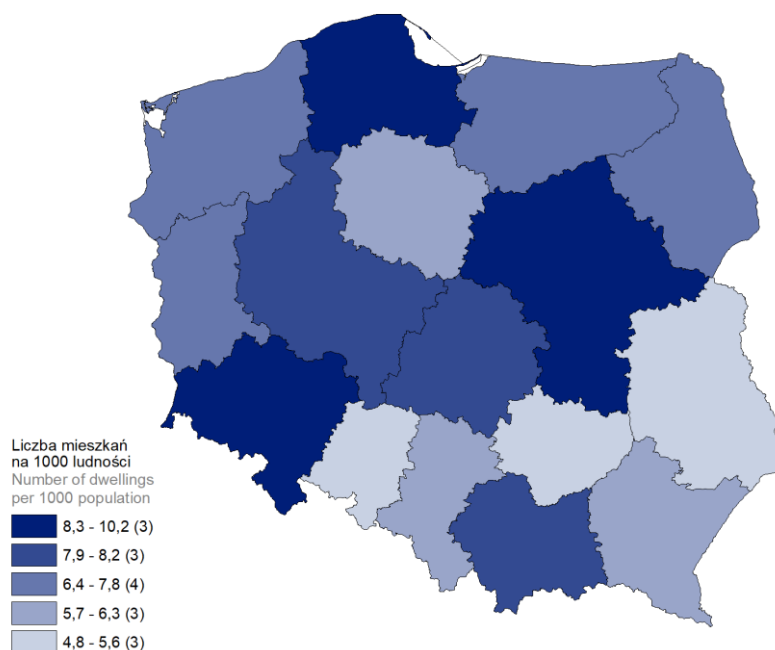 Liczba mieszkań
na 1000 ludności
Number of dwellings
per 1000 population
8,3 - 10,2 (3)
7,9 - 8,2 (3)
6,4 - 7,8 (4)
5,7 - 6,3 (3)
4,8 - 5,6 (3)